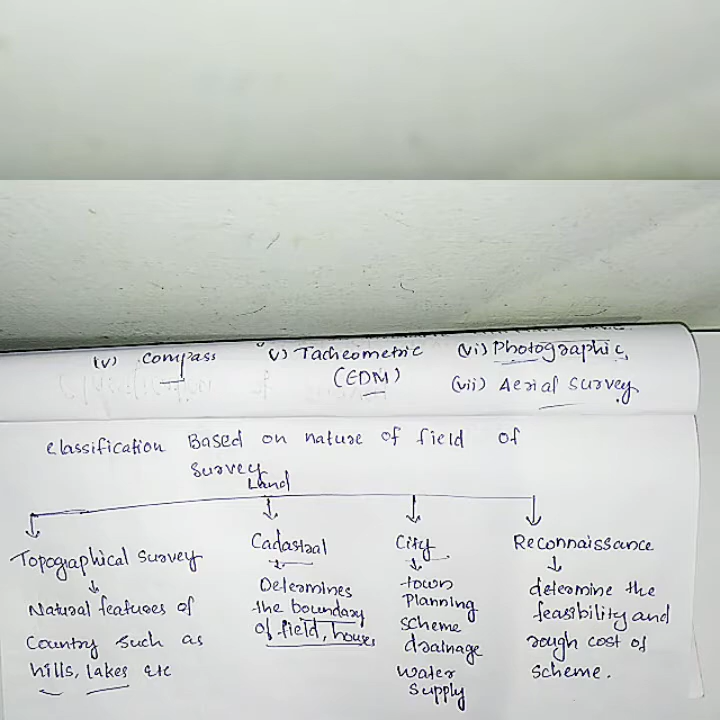 (v) Compass (v) Tacheometric (vi) Photographic,
(EDM) (vii) Aerial Survey
Classification Based on nature of field of
Survey
Land
Topographical Survey Cadastral City Reconnaissance
Natural features of
Country such as
hills, lakes etc
Determines
the boundary
of field, houses
town
Planning
scheme
drainage
Water
Supply
determine the
feasibility and
rough cost of
scheme.